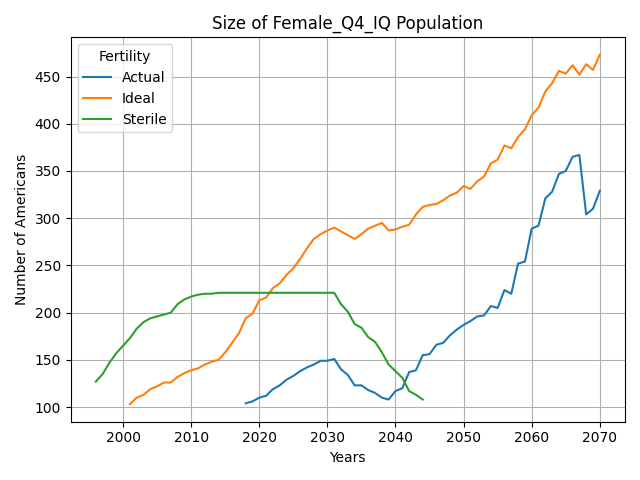 Size of Female_Q4_IQ Population
Fertility
Actual
Ideal
Sterile
Number of Americans
450
400
350
300
250
200
150
100
2000
2010
2020
2030
2040
2050
2060
2070
Years